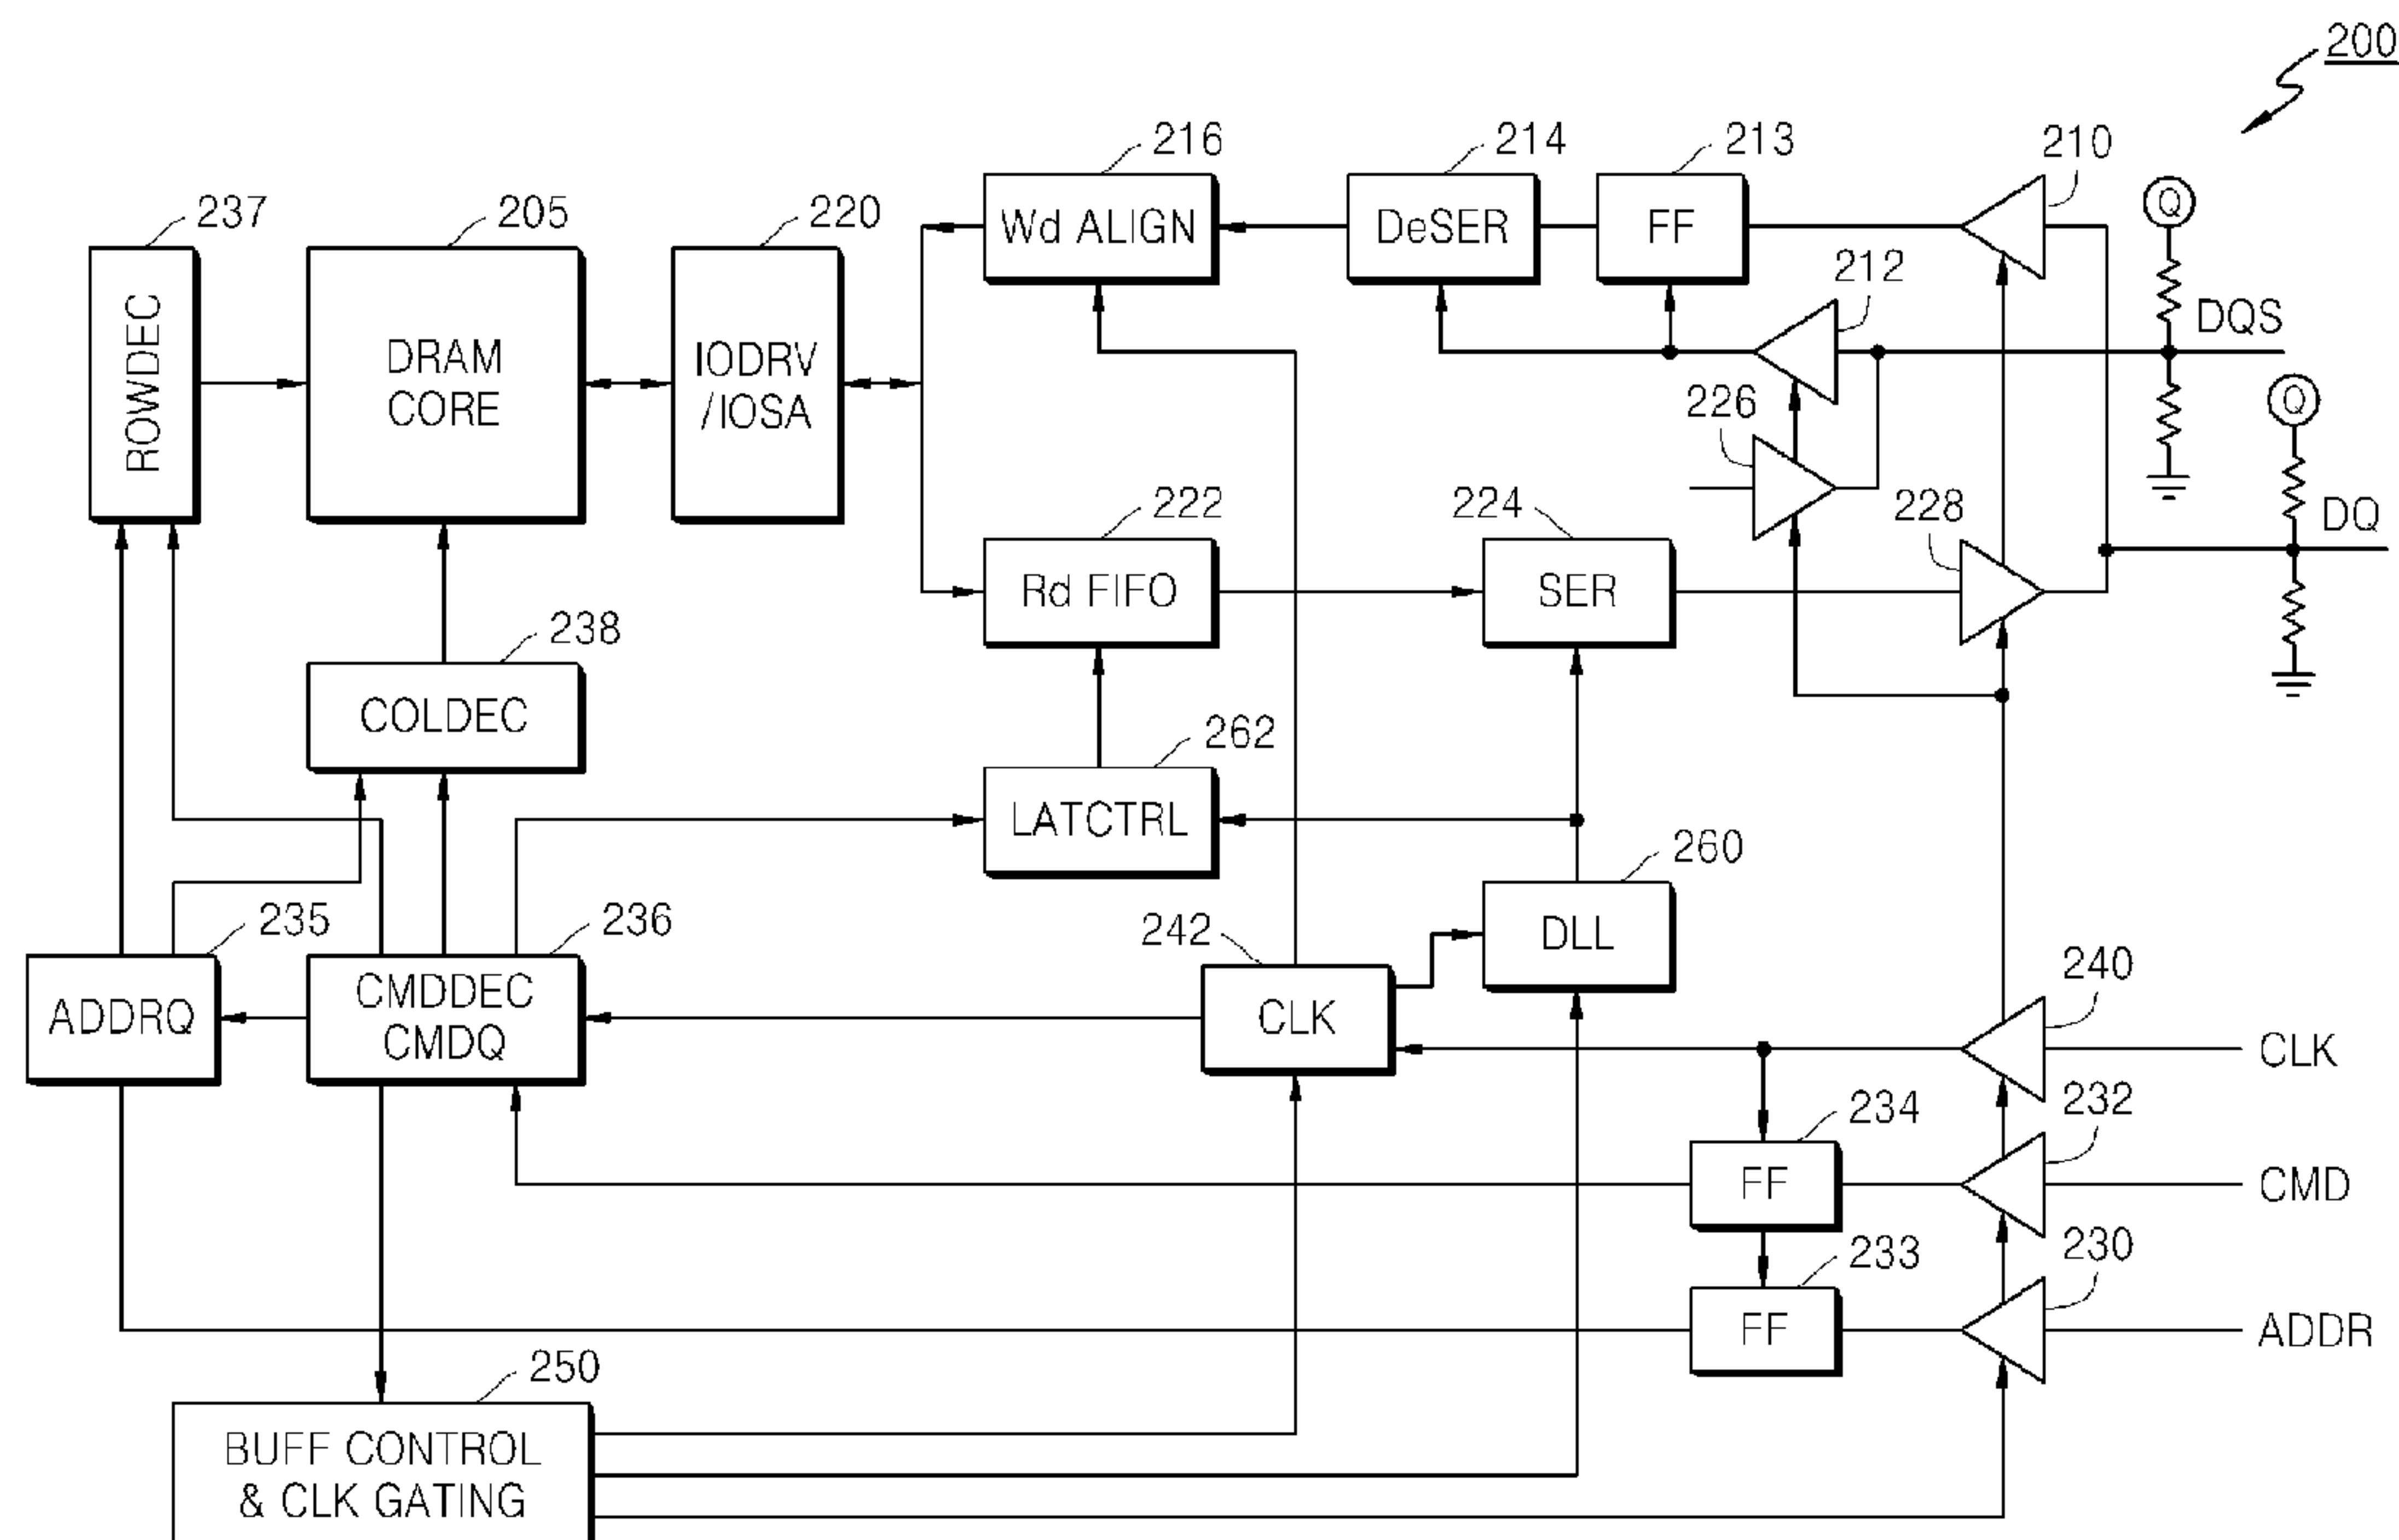 200
216
214
213
210
237
205
220
Q
Wd ALIGN
DeSER
FF
212
ROWDEC
DRAM
CORE
IODRV
/IOSA
DQS
226
Q
222
224
228
DQ
Rd FIFO
SER
238
COLDEC
262
LATCTRL
260
235
236
242
DLL
240
ADDRQ
CMDDEC
CMDQ
CLK
CLK
234
232
FF
CMD
233
230
FF
ADDR
250
BUFF CONTROL
& CLK GATING